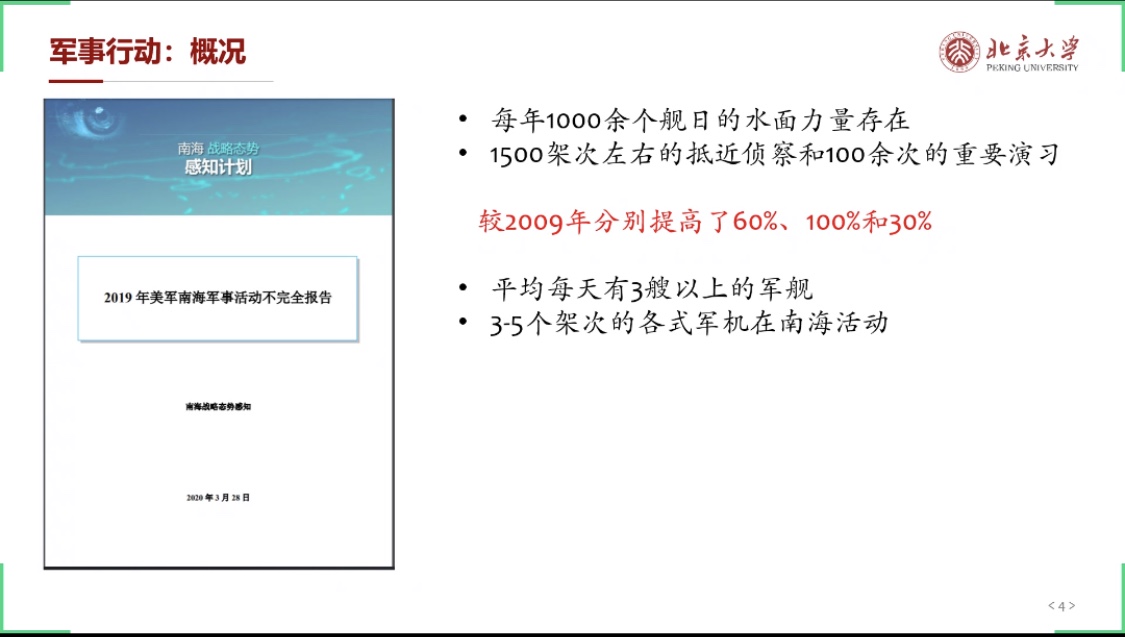 军事行动：概况
北京大学
PEKING UNIVERSITY
南海 战略态势
感知计划
2019 年美军南海军事活动不完全报告
南海战略态势感知
2020 年 3 月 28 日
• 每年1000余个舰日的水面力量存在
• 1500架次左右的抵近侦察和100余次的重要演习
较2009年分别提高了60%、100%和30%
• 平均每天有3艘以上的军舰
• 3-5个架次的各式军机在南海活动
< 4 >